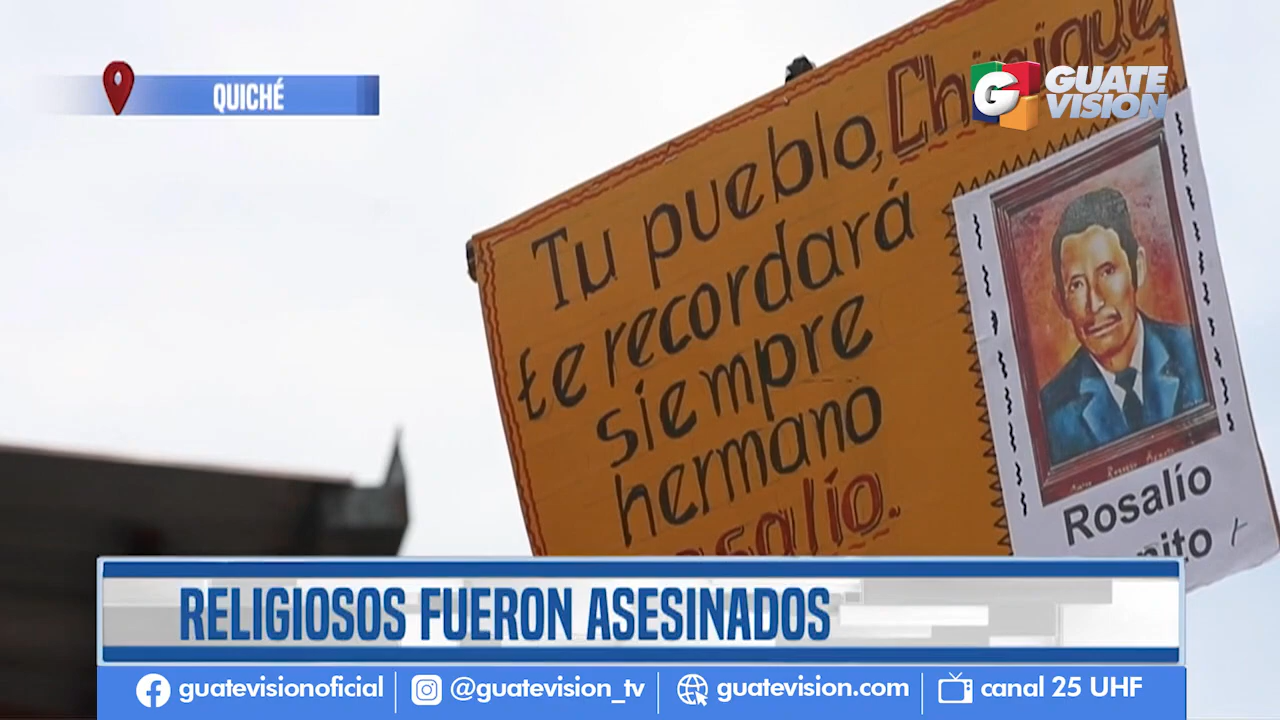 QUICHÉ
GUATE
VISION
G
Tu pueblo, Chinique
te recordará
siempre
hermano
Rosalío
RELIGIOSOS FUERON ASESINADOS
guatevisionoficial
@guatevision_tv
guatevision.com
canal 25 UHF